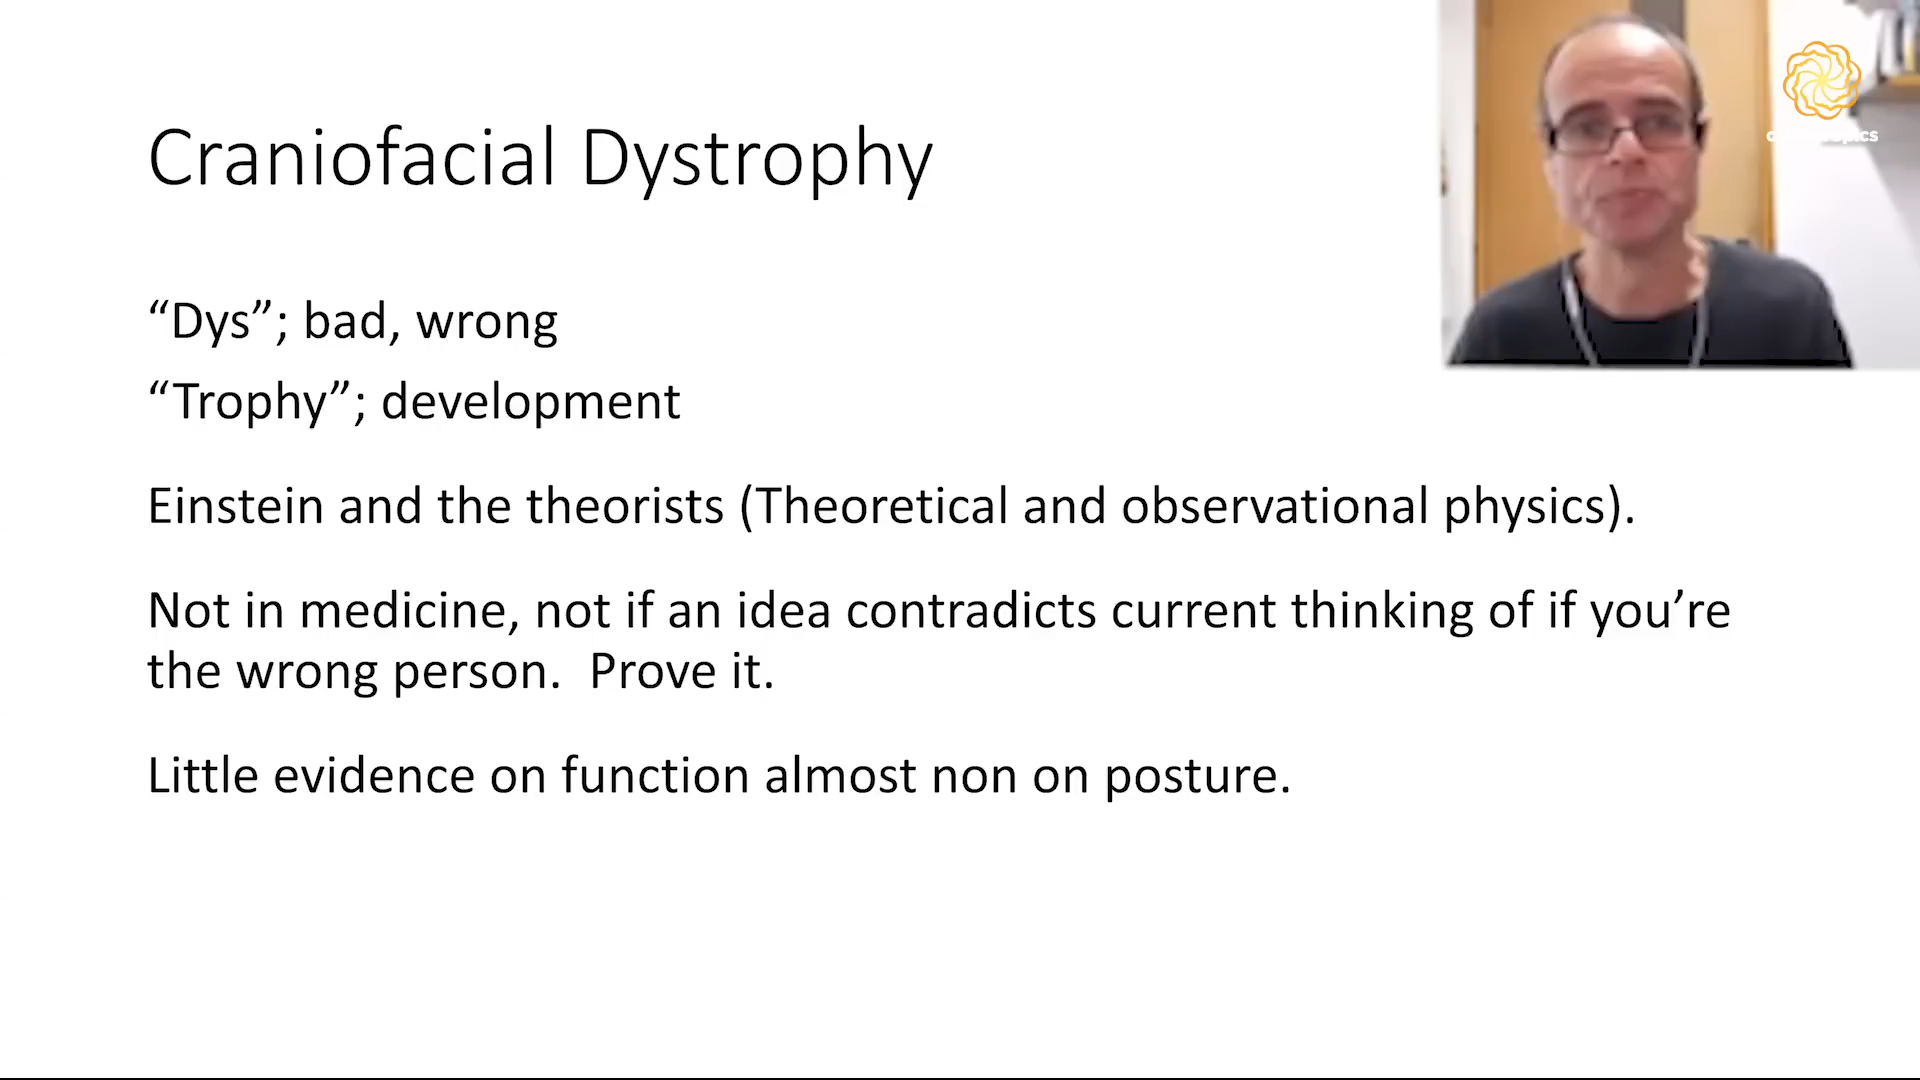 Craniofacial Dystrophy
“Dys”; bad, wrong
“Trophy”; development
Einstein and the theorists (Theoretical and observational physics).
Not in medicine, not if an idea contradicts current thinking of if you’re
the wrong person.  Prove it.
Little evidence on function almost non on posture.